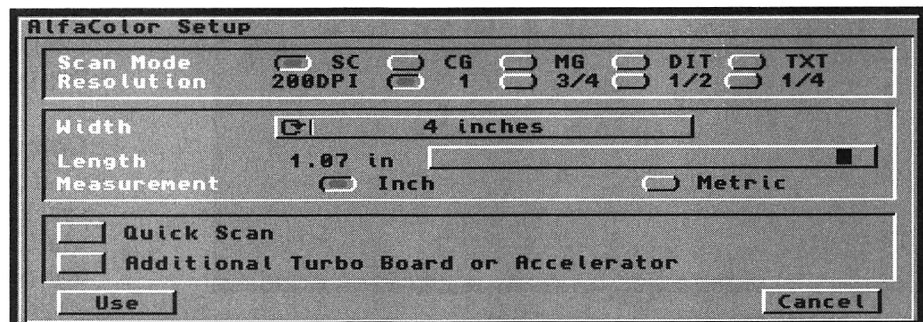 AlfaColor Setup
Scan Mode SC CG MG DIT TXT
Resolution 200DPI 1 3/4 1/2 1/4
Width 4 inches
Length 1.07 in
Measurement Inch Metric
Quick Scan
Additional Turbo Board or Accelerator
Use Cancel